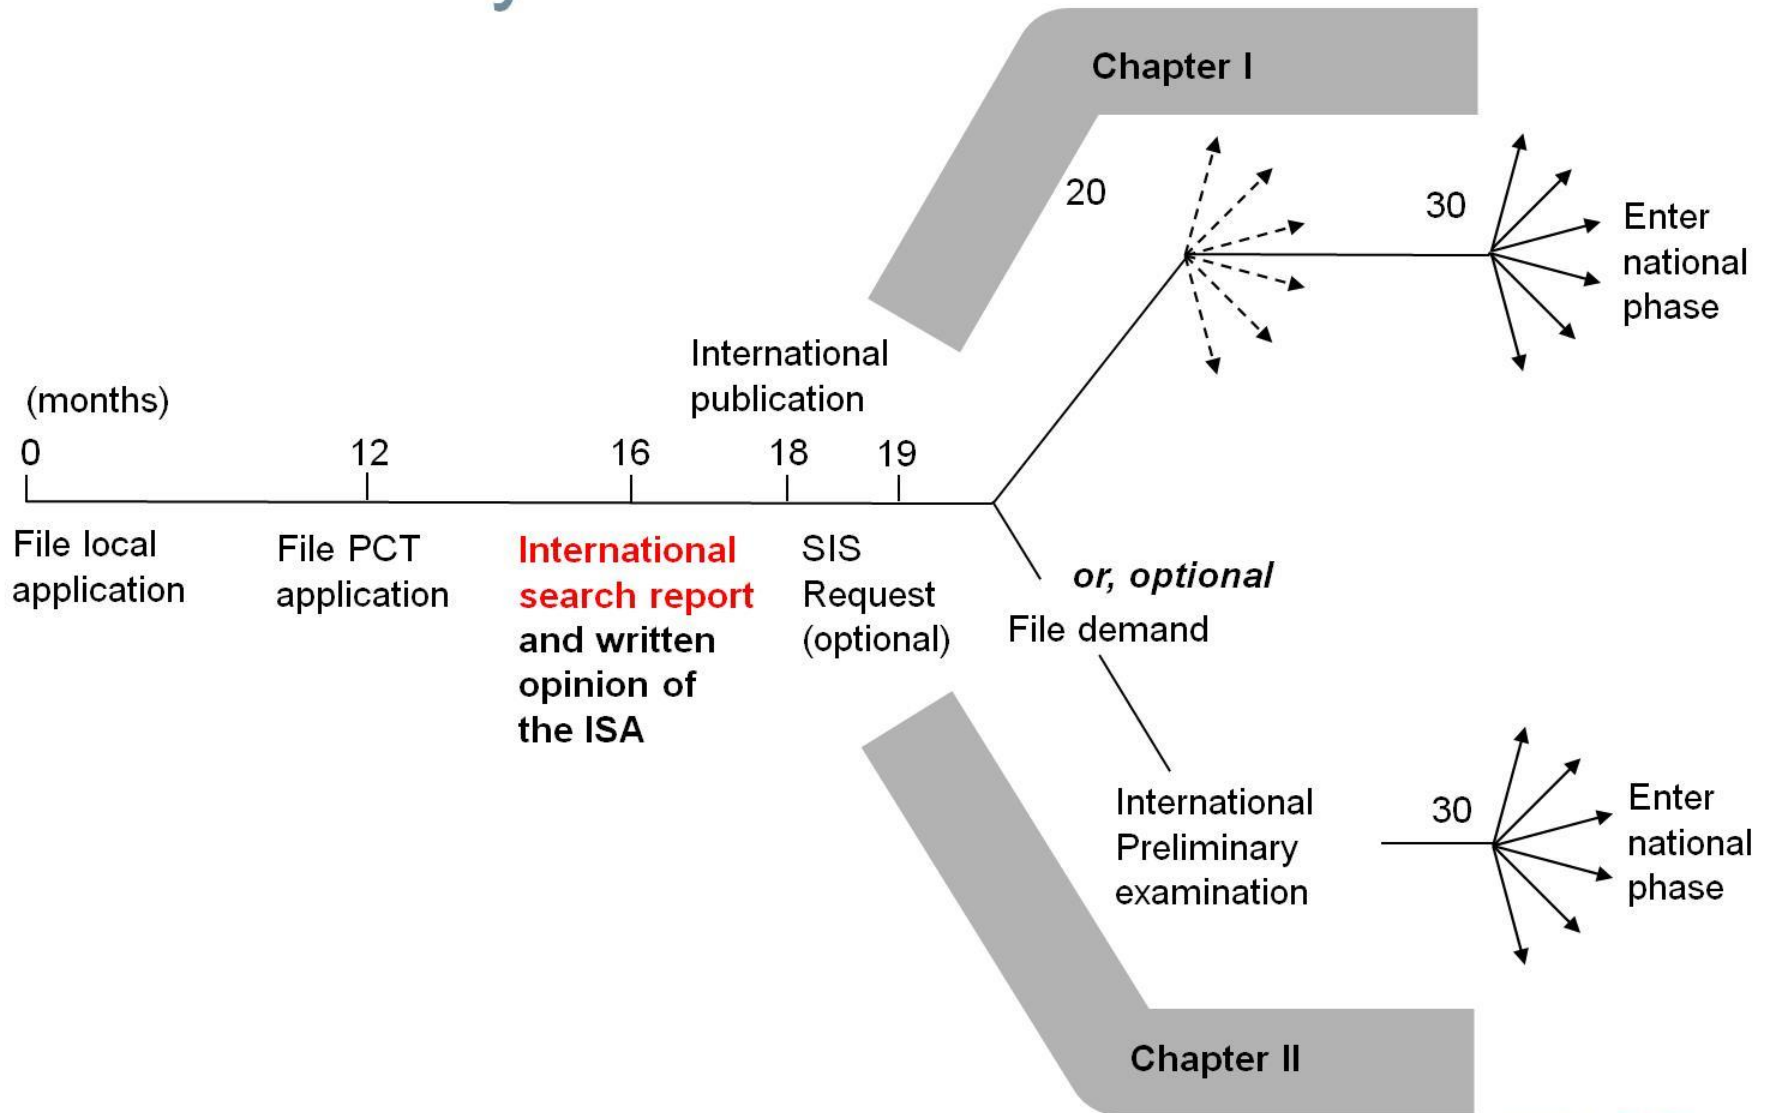 Chapter I
20
30
Enter
national
phase
International
publication
(months)
0
12
16
18
19
File local
application
File PCT
application
International
search report
and written
opinion of
the ISA
SIS
Request
(optional)
or, optional
File demand
International
Preliminary
examination
30
Enter
national
phase
Chapter II